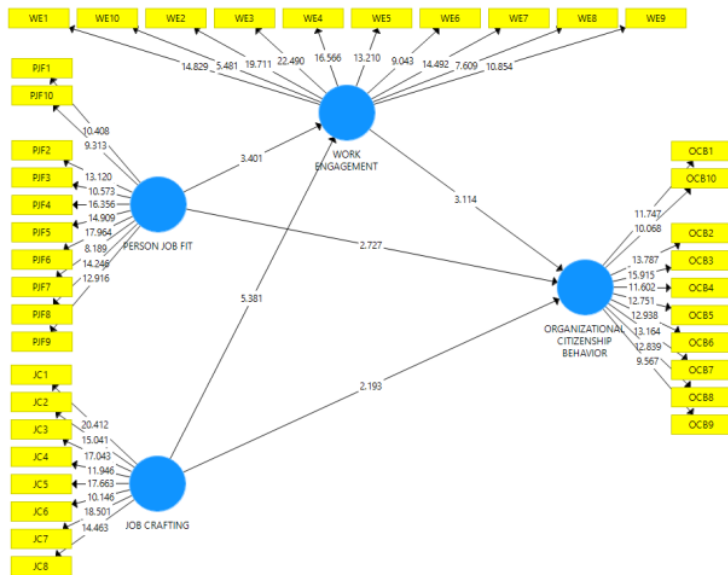 WE1
WE10
WE2
WE3
WE4
WE5
WE6
WE7
WE8
WE9
14.829
5.481
19.711
22.490
16.566
13.210
9.043
14.492
7.609
10.854
WORK
ENGAGEMENT
PJF1
PJF10
PJF2
PJF3
PJF4
PJF5
PJF6
PJF7
PJF8
PJF9
10.408
9.313
13.120
10.573
16.356
14.909
17.964
8.189
14.246
12.916
PERSON JOB FIT
3.401
3.114
2.727
5.381
2.193
OCB1
OCB10
OCB2
OCB3
OCB4
OCB5
OCB6
OCB7
OCB8
OCB9
11.747
10.068
13.787
15.915
11.602
12.751
12.938
13.164
12.839
9.567
ORGANIZATIONAL
CITIZENSHIP
BEHAVIOR
JC1
JC2
JC3
JC4
JC5
JC6
JC7
JC8
20.412
15.041
17.043
11.946
17.663
10.146
18.501
14.463
JOB CRAFTING